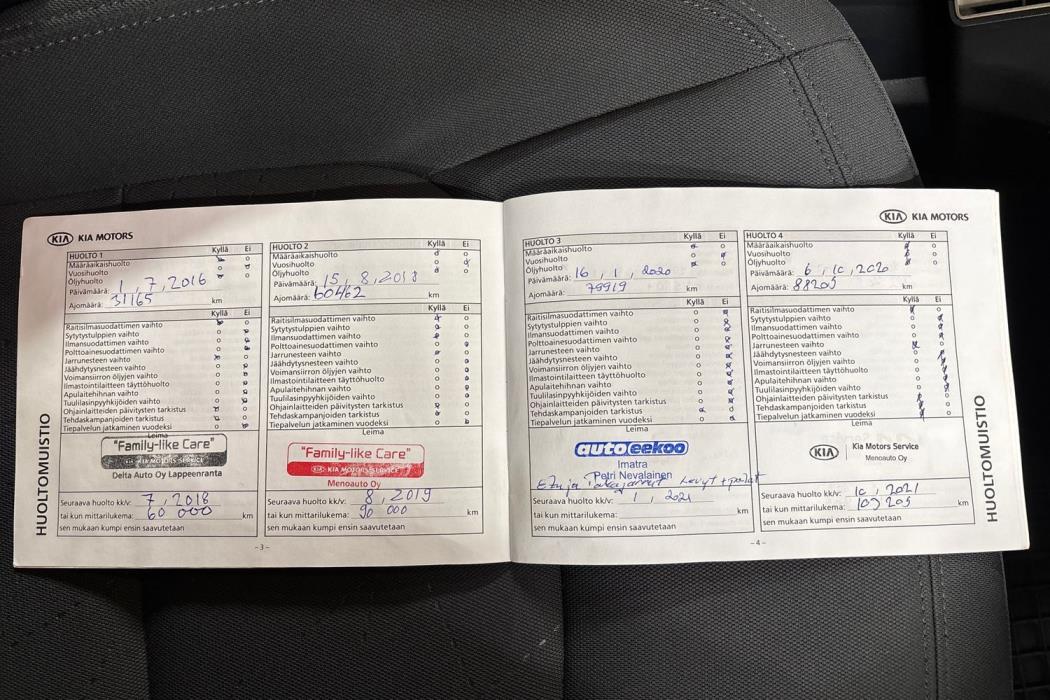 KIA KIA MOTORS
HUOLTOMUISTIO
HUOLTO 1 Kyllä Ei
Määräaikaishuolto
Vuosihuolto
Öljyhuolto
Päivämäärä: 1, 7, 2016
Ajomäärä: 31165 km
Kyllä Ei
Raitisilmasuodattimen vaihto
Sytytystulppien vaihto
Ilmansuodattimen vaihto
Polttoainesuodattimen vaihto
Jarrunesteen vaihto
Jäähdytysnesteen vaihto
Voimansiirron öljyjen vaihto
Ilmastointilaitteen täyttöhuolto
Apulaitehihnan vaihto
Tuulilasinpyyhkijöiden vaihto
Ohjainlaitteiden päivitysten tarkistus
Tehdaskampanjoiden tarkistus
Tiepalvelun jatkaminen vuodeksi
Leima
"Family-like Care"
KIA MOTORS SERVICE
Delta Auto Oy Lappeenranta
Seuraava huolto kk/v: 7, 2018
tai kun mittarilukema: 60 000 km
sen mukaan kumpi ensin saavutetaan
HUOLTO 2 Kyllä Ei
Määräaikaishuolto
Vuosihuolto
Öljyhuolto
Päivämäärä: 15, 8, 2018
Ajomäärä: 60462 km
Kyllä Ei
Raitisilmasuodattimen vaihto
Sytytystulppien vaihto
Ilmansuodattimen vaihto
Polttoainesuodattimen vaihto
Jarrunesteen vaihto
Jäähdytysnesteen vaihto
Voimansiirron öljyjen vaihto
Ilmastointilaitteen täyttöhuolto
Apulaitehihnan vaihto
Tuulilasinpyyhkijöiden vaihto
Ohjainlaitteiden päivitysten tarkistus
Tehdaskampanjoiden tarkistus
Tiepalvelun jatkaminen vuodeksi
Leima
"Family-like Care"
KIA MOTORS SERVICE
Menoauto Oy
Seuraava huolto kk/v: 8, 2019
tai kun mittarilukema: 90 000 km
sen mukaan kumpi ensin saavutetaan
- 3 -
KIA KIA MOTORS
HUOLTO 3 Kyllä Ei
Määräaikaishuolto
Vuosihuolto
Öljyhuolto
Päivämäärä: 16, 1, 2020
Ajomäärä: 79919 km
Kyllä Ei
Raitisilmasuodattimen vaihto
Sytytystulppien vaihto
Ilmansuodattimen vaihto
Polttoainesuodattimen vaihto
Jarrunesteen vaihto
Jäähdytysnesteen vaihto
Voimansiirron öljyjen vaihto
Ilmastointilaitteen täyttöhuolto
Apulaitehihnan vaihto
Tuulilasinpyyhkijöiden vaihto
Ohjainlaitteiden päivitysten tarkistus
Tehdaskampanjoiden tarkistus
Tiepalvelun jatkaminen vuodeksi
Leima
autoeekoo
Imatra
Petri Nevalainen
Etu ja Takajarrut Levyt + palat
Seuraava huolto kk/v: 1, 2021
tai kun mittarilukema: km
sen mukaan kumpi ensin saavutetaan
HUOLTO 4 Kyllä Ei
Määräaikaishuolto
Vuosihuolto
Öljyhuolto
Päivämäärä: 6, 10, 2020
Ajomäärä: 88205 km
Kyllä Ei
Raitisilmasuodattimen vaihto
Sytytystulppien vaihto
Ilmansuodattimen vaihto
Polttoainesuodattimen vaihto
Jarrunesteen vaihto
Jäähdytysnesteen vaihto
Voimansiirron öljyjen vaihto
Ilmastointilaitteen täyttöhuolto
Apulaitehihnan vaihto
Tuulilasinpyyhkijöiden vaihto
Ohjainlaitteiden päivitysten tarkistus
Tehdaskampanjoiden tarkistus
Tiepalvelun jatkaminen vuodeksi
Leima
KIA Kia Motors Service
Menoauto Oy
Seuraava huolto kk/v: 10, 2021
tai kun mittarilukema: 103 205 km
sen mukaan kumpi ensin saavutetaan
- 4 -
HUOLTOMUISTIO